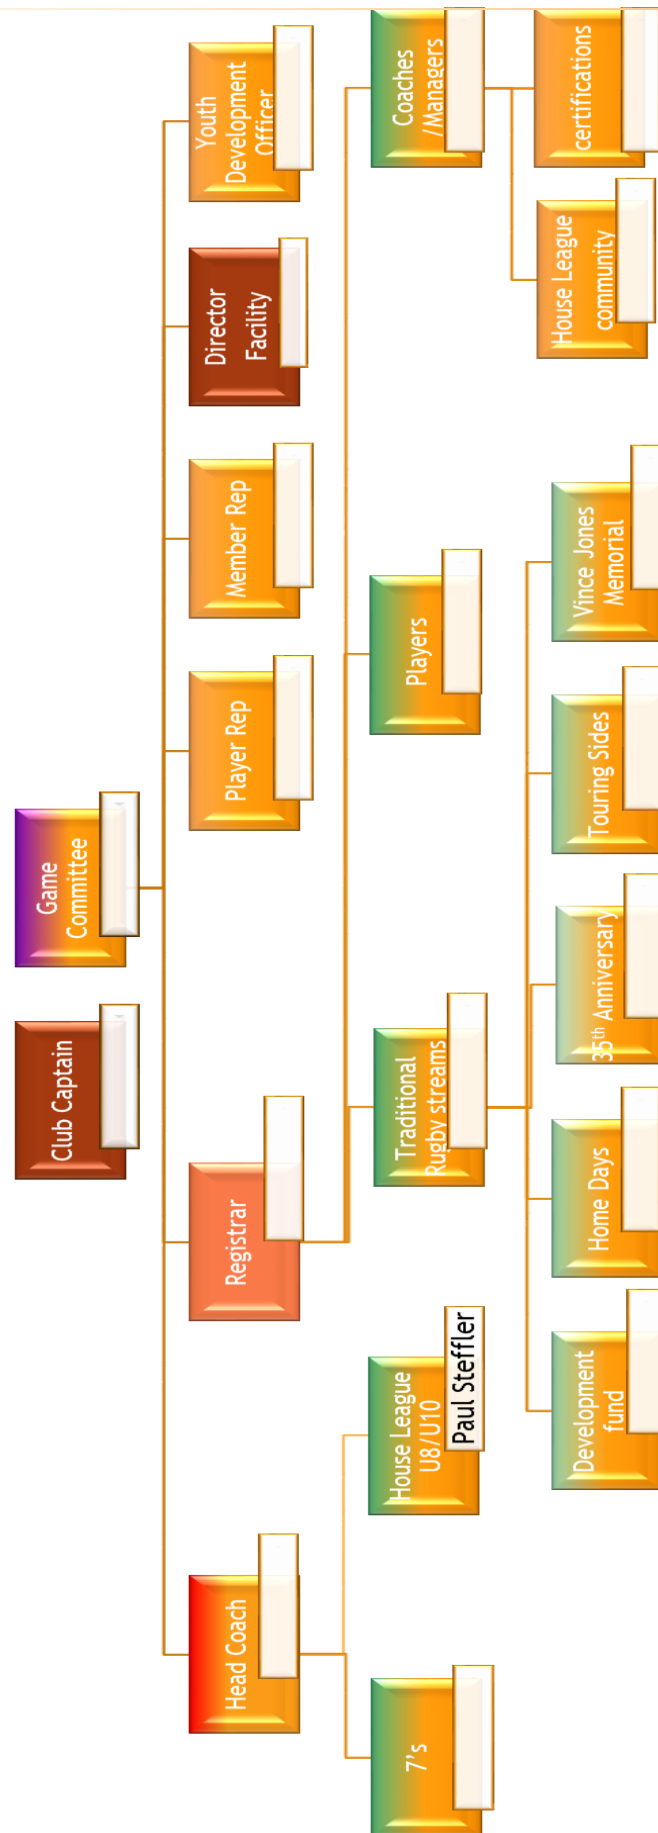 Club Captain
Game
Committee
Head Coach
Registrar
Player Rep
Member Rep
Director
Facility
Youth
Development
Officer
7's
House League
U8/U10
Paul Steffler
Traditional
Rugby streams
Players
Coaches
/Managers
Development
fund
Home Days
35th Anniversary
Touring Sides
Vince Jones
Memorial
House League
community
certifications